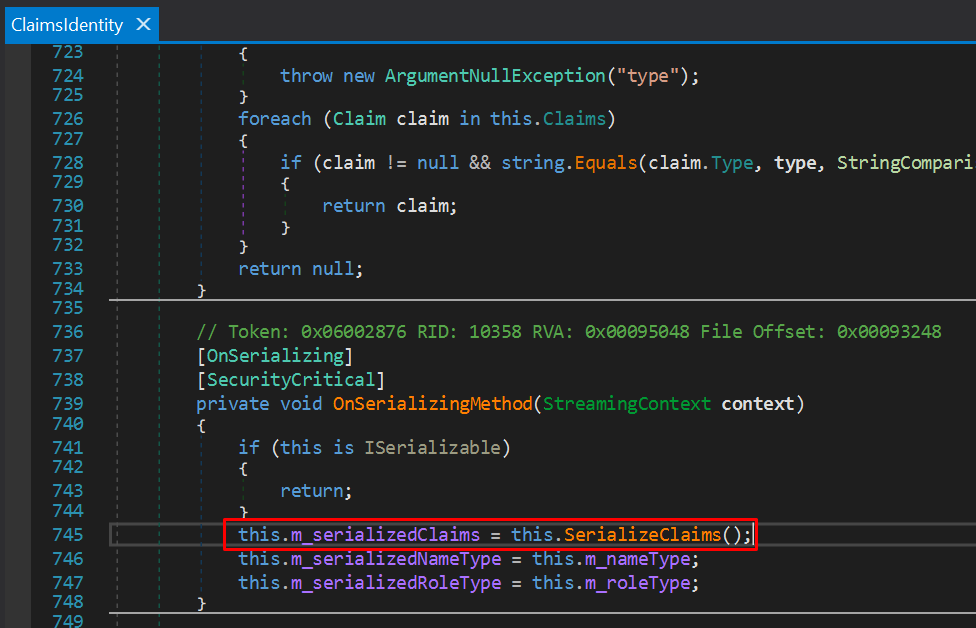 ClaimsIdentity ✕
723 {
724 throw new ArgumentNullException("type");
725 }
726 foreach (Claim claim in this.Claims)
727 {
728 if (claim != null && string.Equals(claim.Type, type, StringCompari
729 {
730 return claim;
731 }
732 }
733 return null;
734 }
735
736 // Token: 0x06002876 RID: 10358 RVA: 0x00095048 File Offset: 0x00093248
737 [OnSerializing]
738 [SecurityCritical]
739 private void OnSerializingMethod(StreamingContext context)
740 {
741 if (this is ISerializable)
742 {
743 return;
744 }
745 this.m_serializedClaims = this.SerializeClaims();
746 this.m_serializedNameType = this.m_nameType;
747 this.m_serializedRoleType = this.m_roleType;
748 }
749